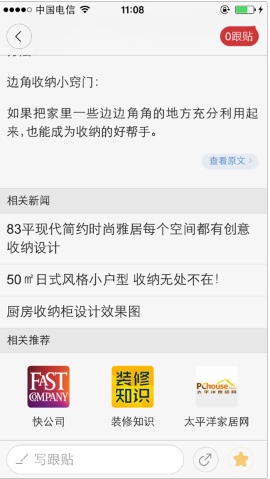 中国电信 11:08
0跟贴
边角收纳小窍门:
如果把家里一些边边角角的地方充分利用起
来,也能成为收纳的好帮手。
查看原文>
相关新闻
83平现代简约时尚雅居每个空间都有创意
收纳设计
50㎡日式风格小户型 收纳无处不在!
厨房收纳柜设计效果图
相关推荐
FAST
COMPANY
装修
知识
PChouse
太平洋家居网
快公司 装修知识 太平洋家居网
写跟贴